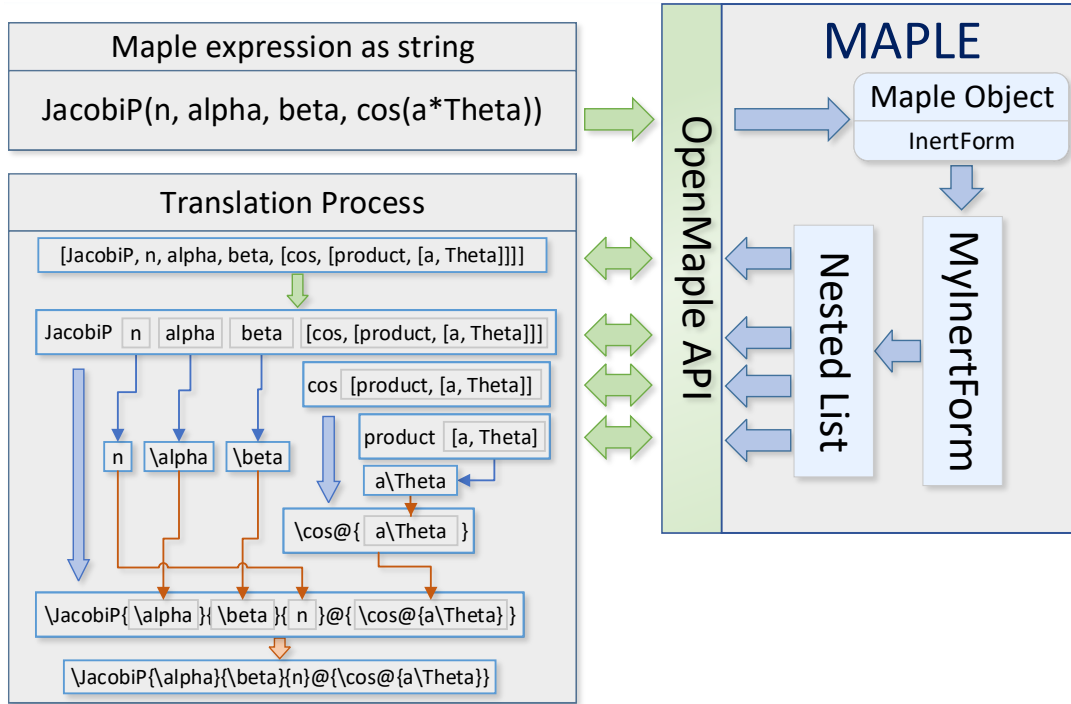 Maple expression as string
JacobiP(n, alpha, beta, cos(a*Theta))
Translation Process
[JacobiP, n, alpha, beta, [cos, [product, [a, Theta]]]]
JacobiP n alpha beta [cos, [product, [a, Theta]]]
cos [product, [a, Theta]]
product [a, Theta]
n \alpha \beta
a\Theta
\cos@{ a\Theta }
\JacobiP{ \alpha }{ \beta }{ n }@{ \cos@{a\Theta} }
\JacobiP{\alpha}{\beta}{n}@{\cos@{a\Theta}}
OpenMaple API
MAPLE
Maple Object
InertForm
MyInertForm
Nested List